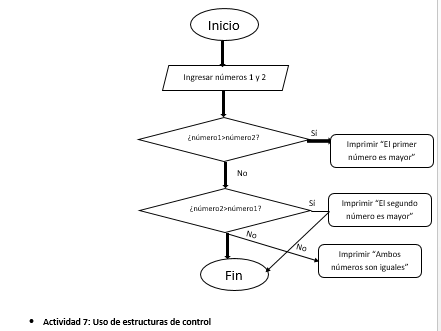 Inicio
Ingresar números 1 y 2
¿número1>número2?
Sí
Imprimir “El primer
número es mayor”
No
¿número2>número1?
Sí
Imprimir “El segundo
número es mayor”
No
No
Imprimir “Ambos
números son iguales”
Fin
• Actividad 7: Uso de estructuras de control